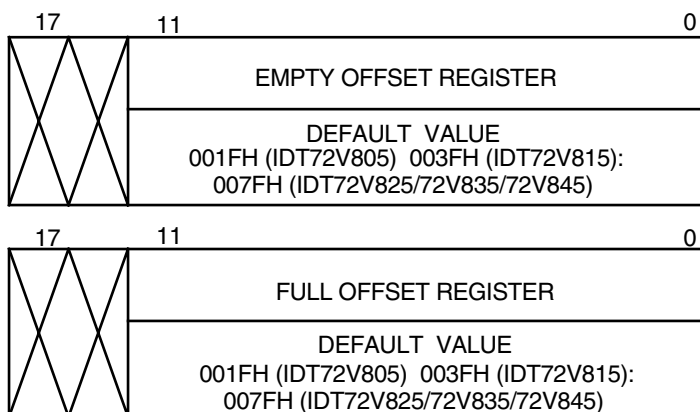 17 11 0
EMPTY OFFSET REGISTER
DEFAULT VALUE
001FH (IDT72V805) 003FH (IDT72V815):
007FH (IDT72V825/72V835/72V845)
17 11 0
FULL OFFSET REGISTER
DEFAULT VALUE
001FH (IDT72V805) 003FH (IDT72V815):
007FH (IDT72V825/72V835/72V845)